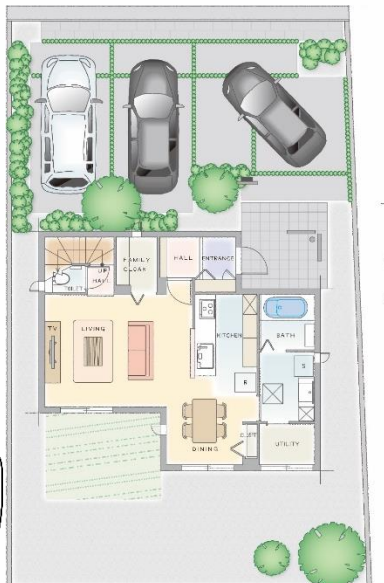 FAMILY CLOAK
HALL
ENTRANCE
UP
HALL
TOILET
TV
LIVING
KITCHEN
BATH
R
S
DINING
UTILITY